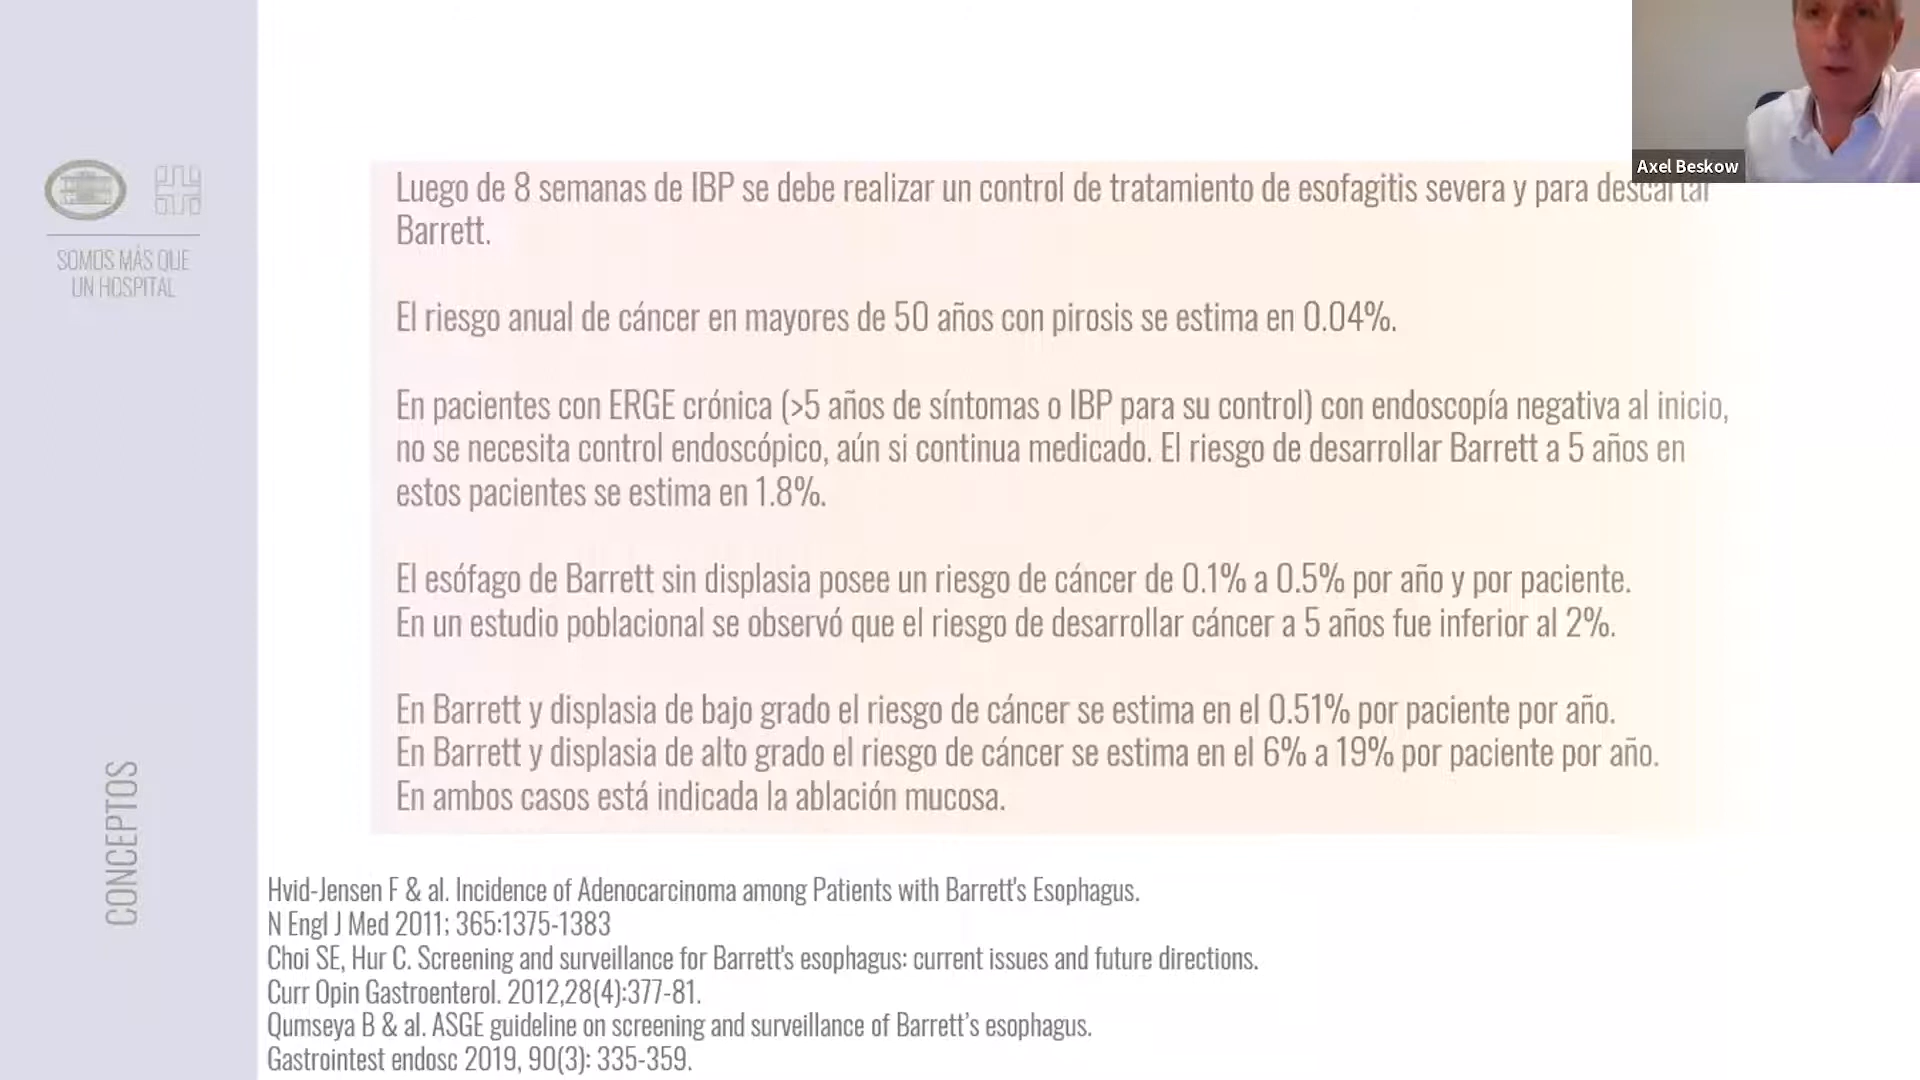 Axel Beskow
SOMOS MÁS QUE
UN HOSPITAL
CONCEPTOS
Luego de 8 semanas de IBP se debe realizar un control de tratamiento de esofagitis severa y para descartar
Barrett.
El riesgo anual de cáncer en mayores de 50 años con pirosis se estima en 0.04%.
En pacientes con ERGE crónica (>5 años de síntomas o IBP para su control) con endoscopía negativa al inicio,
no se necesita control endoscópico, aún si continua medicado. El riesgo de desarrollar Barrett a 5 años en
estos pacientes se estima en 1.8%.
El esófago de Barrett sin displasia posee un riesgo de cáncer de 0.1% a 0.5% por año y por paciente.
En un estudio poblacional se observó que el riesgo de desarrollar cáncer a 5 años fue inferior al 2%.
En Barrett y displasia de bajo grado el riesgo de cáncer se estima en el 0.51% por paciente por año.
En Barrett y displasia de alto grado el riesgo de cáncer se estima en el 6% a 19% por paciente por año.
En ambos casos está indicada la ablación mucosa.
Hvid-Jensen F & al. Incidence of Adenocarcinoma among Patients with Barrett's Esophagus.
N Engl J Med 2011; 365:1375-1383
Choi SE, Hur C. Screening and surveillance for Barrett's esophagus: current issues and future directions.
Curr Opin Gastroenterol. 2012,28(4):377-81.
Qumseya B & al. ASGE guideline on screening and surveillance of Barrett’s esophagus.
Gastrointest endosc 2019, 90(3): 335-359.